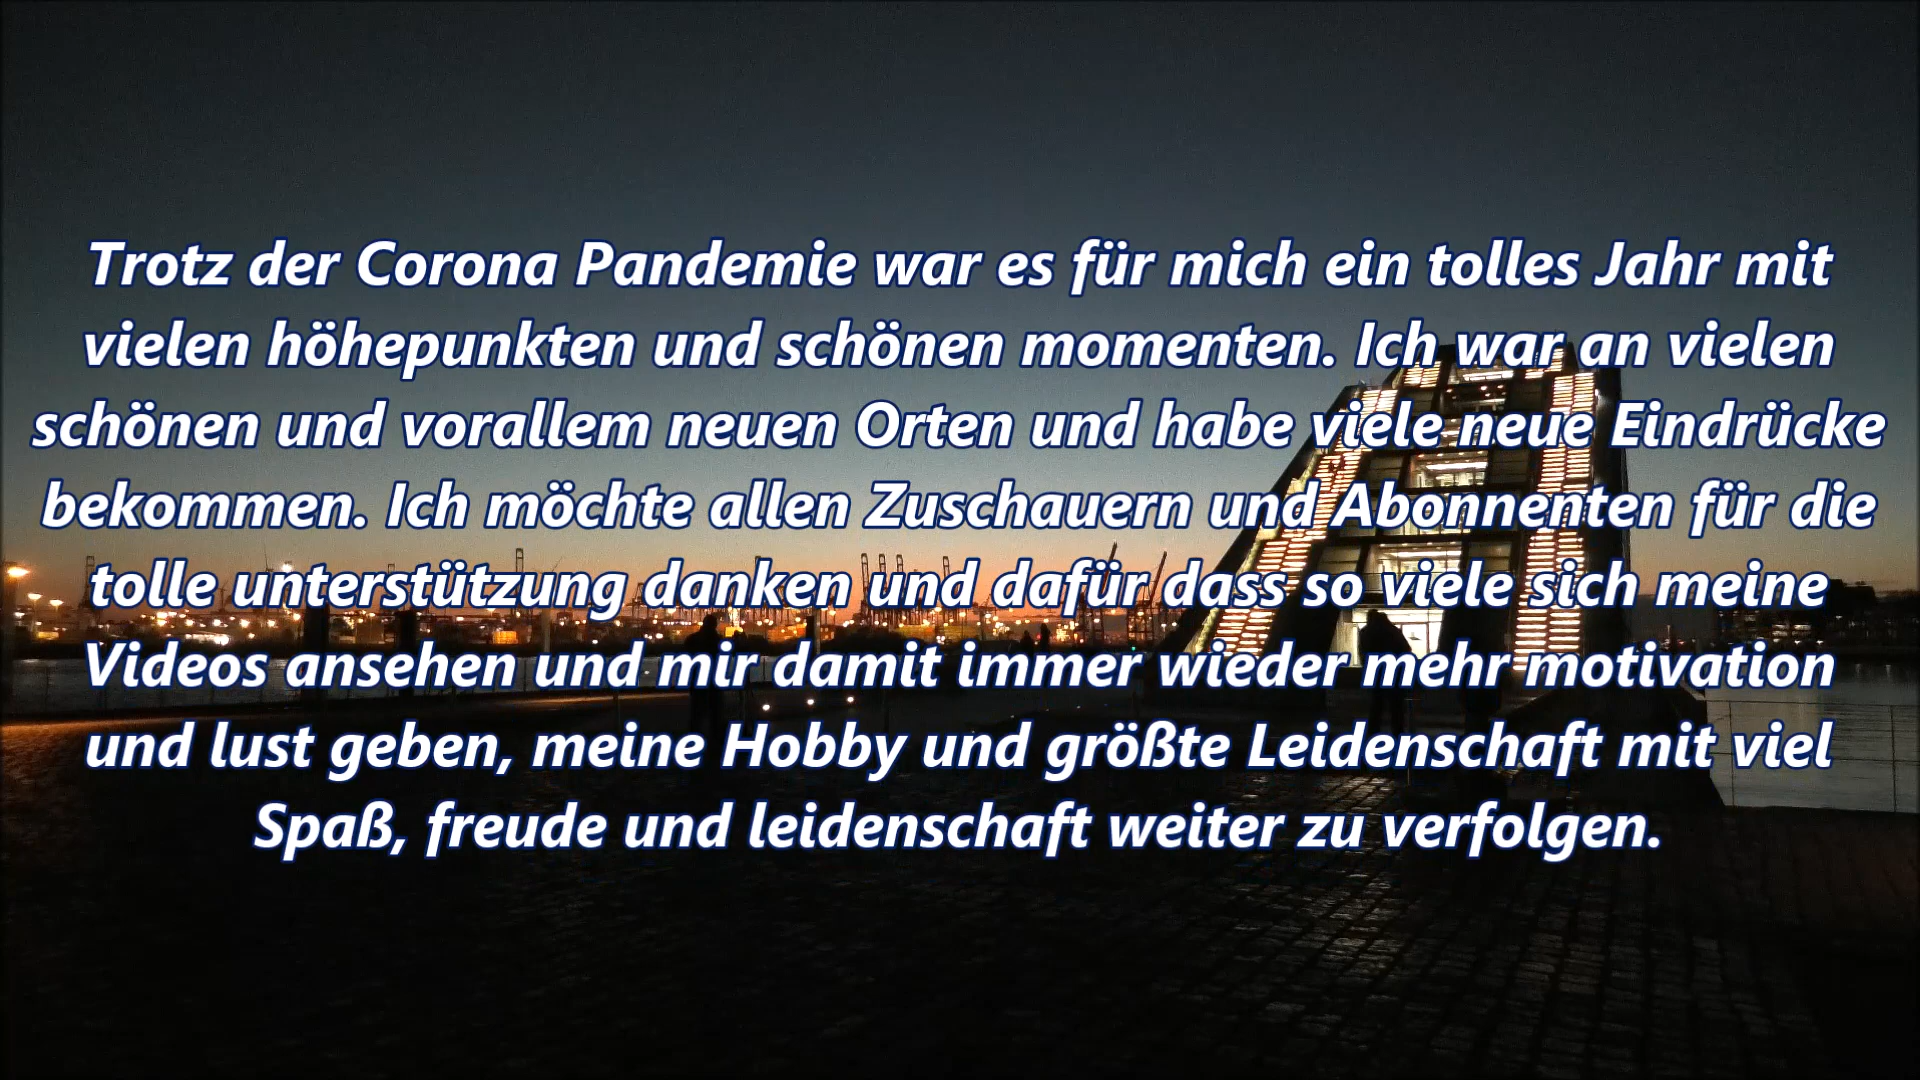 Trotz der Corona Pandemie war es für mich ein tolles Jahr mit
vielen höhepunkten und schönen momenten. Ich war an vielen
schönen und vorallem neuen Orten und habe viele neue Eindrücke
bekommen. Ich möchte allen Zuschauern und Abonnenten für die
tolle unterstützung danken und dafür dass so viele sich meine
Videos ansehen und mir damit immer wieder mehr motivation
und lust geben, meine Hobby und größte Leidenschaft mit viel
Spaß, freude und leidenschaft weiter zu verfolgen.